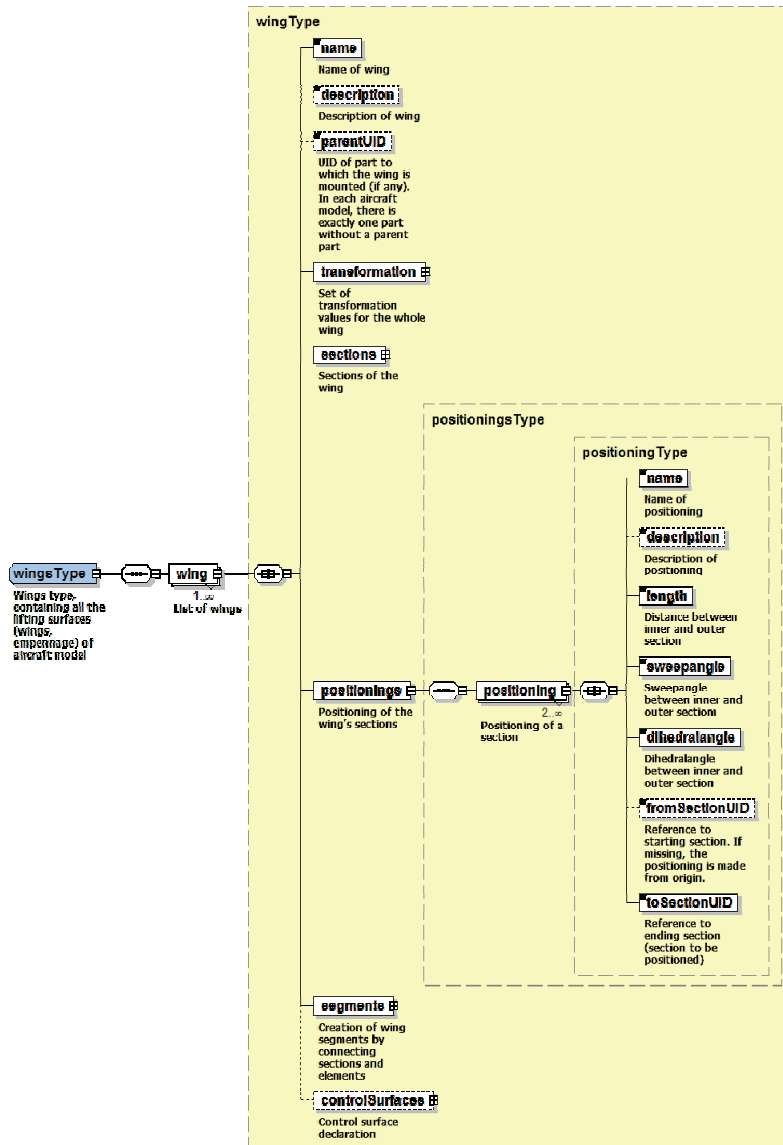 wingType
name
Name of wing
description
Description of wing
parentUID
UID of part to
which the wing is
mounted (if any).
In each aircraft
model, there is
exactly one part
without a parent
part
transformation
Set of
transformation
values for the whole
wing
sections
Sections of the
wing
wingsType
Wings type,
containing all the
lifting surfaces
(wings,
empennage) of
aircraft model
wing
1..∞
List of wings
positionings
Positioning of the
wing's sections
positioningsType
positioning
2..∞
Positioning of a
section
positioningType
name
Name of
positioning
description
Description of
positioning
length
Distance between
inner and outer
section
sweepangle
Sweepangle
between inner and
outer section
dihedralangle
Dihedralangle
between inner and
outer section
fromSectionUID
Reference to
starting section. If
missing, the
positioning is made
from origin.
toSectionUID
Reference to
ending section
(section to be
positioned)
segments
Creation of wing
segments by
connecting
sections and
elements
controlSurfaces
Control surface
declaration